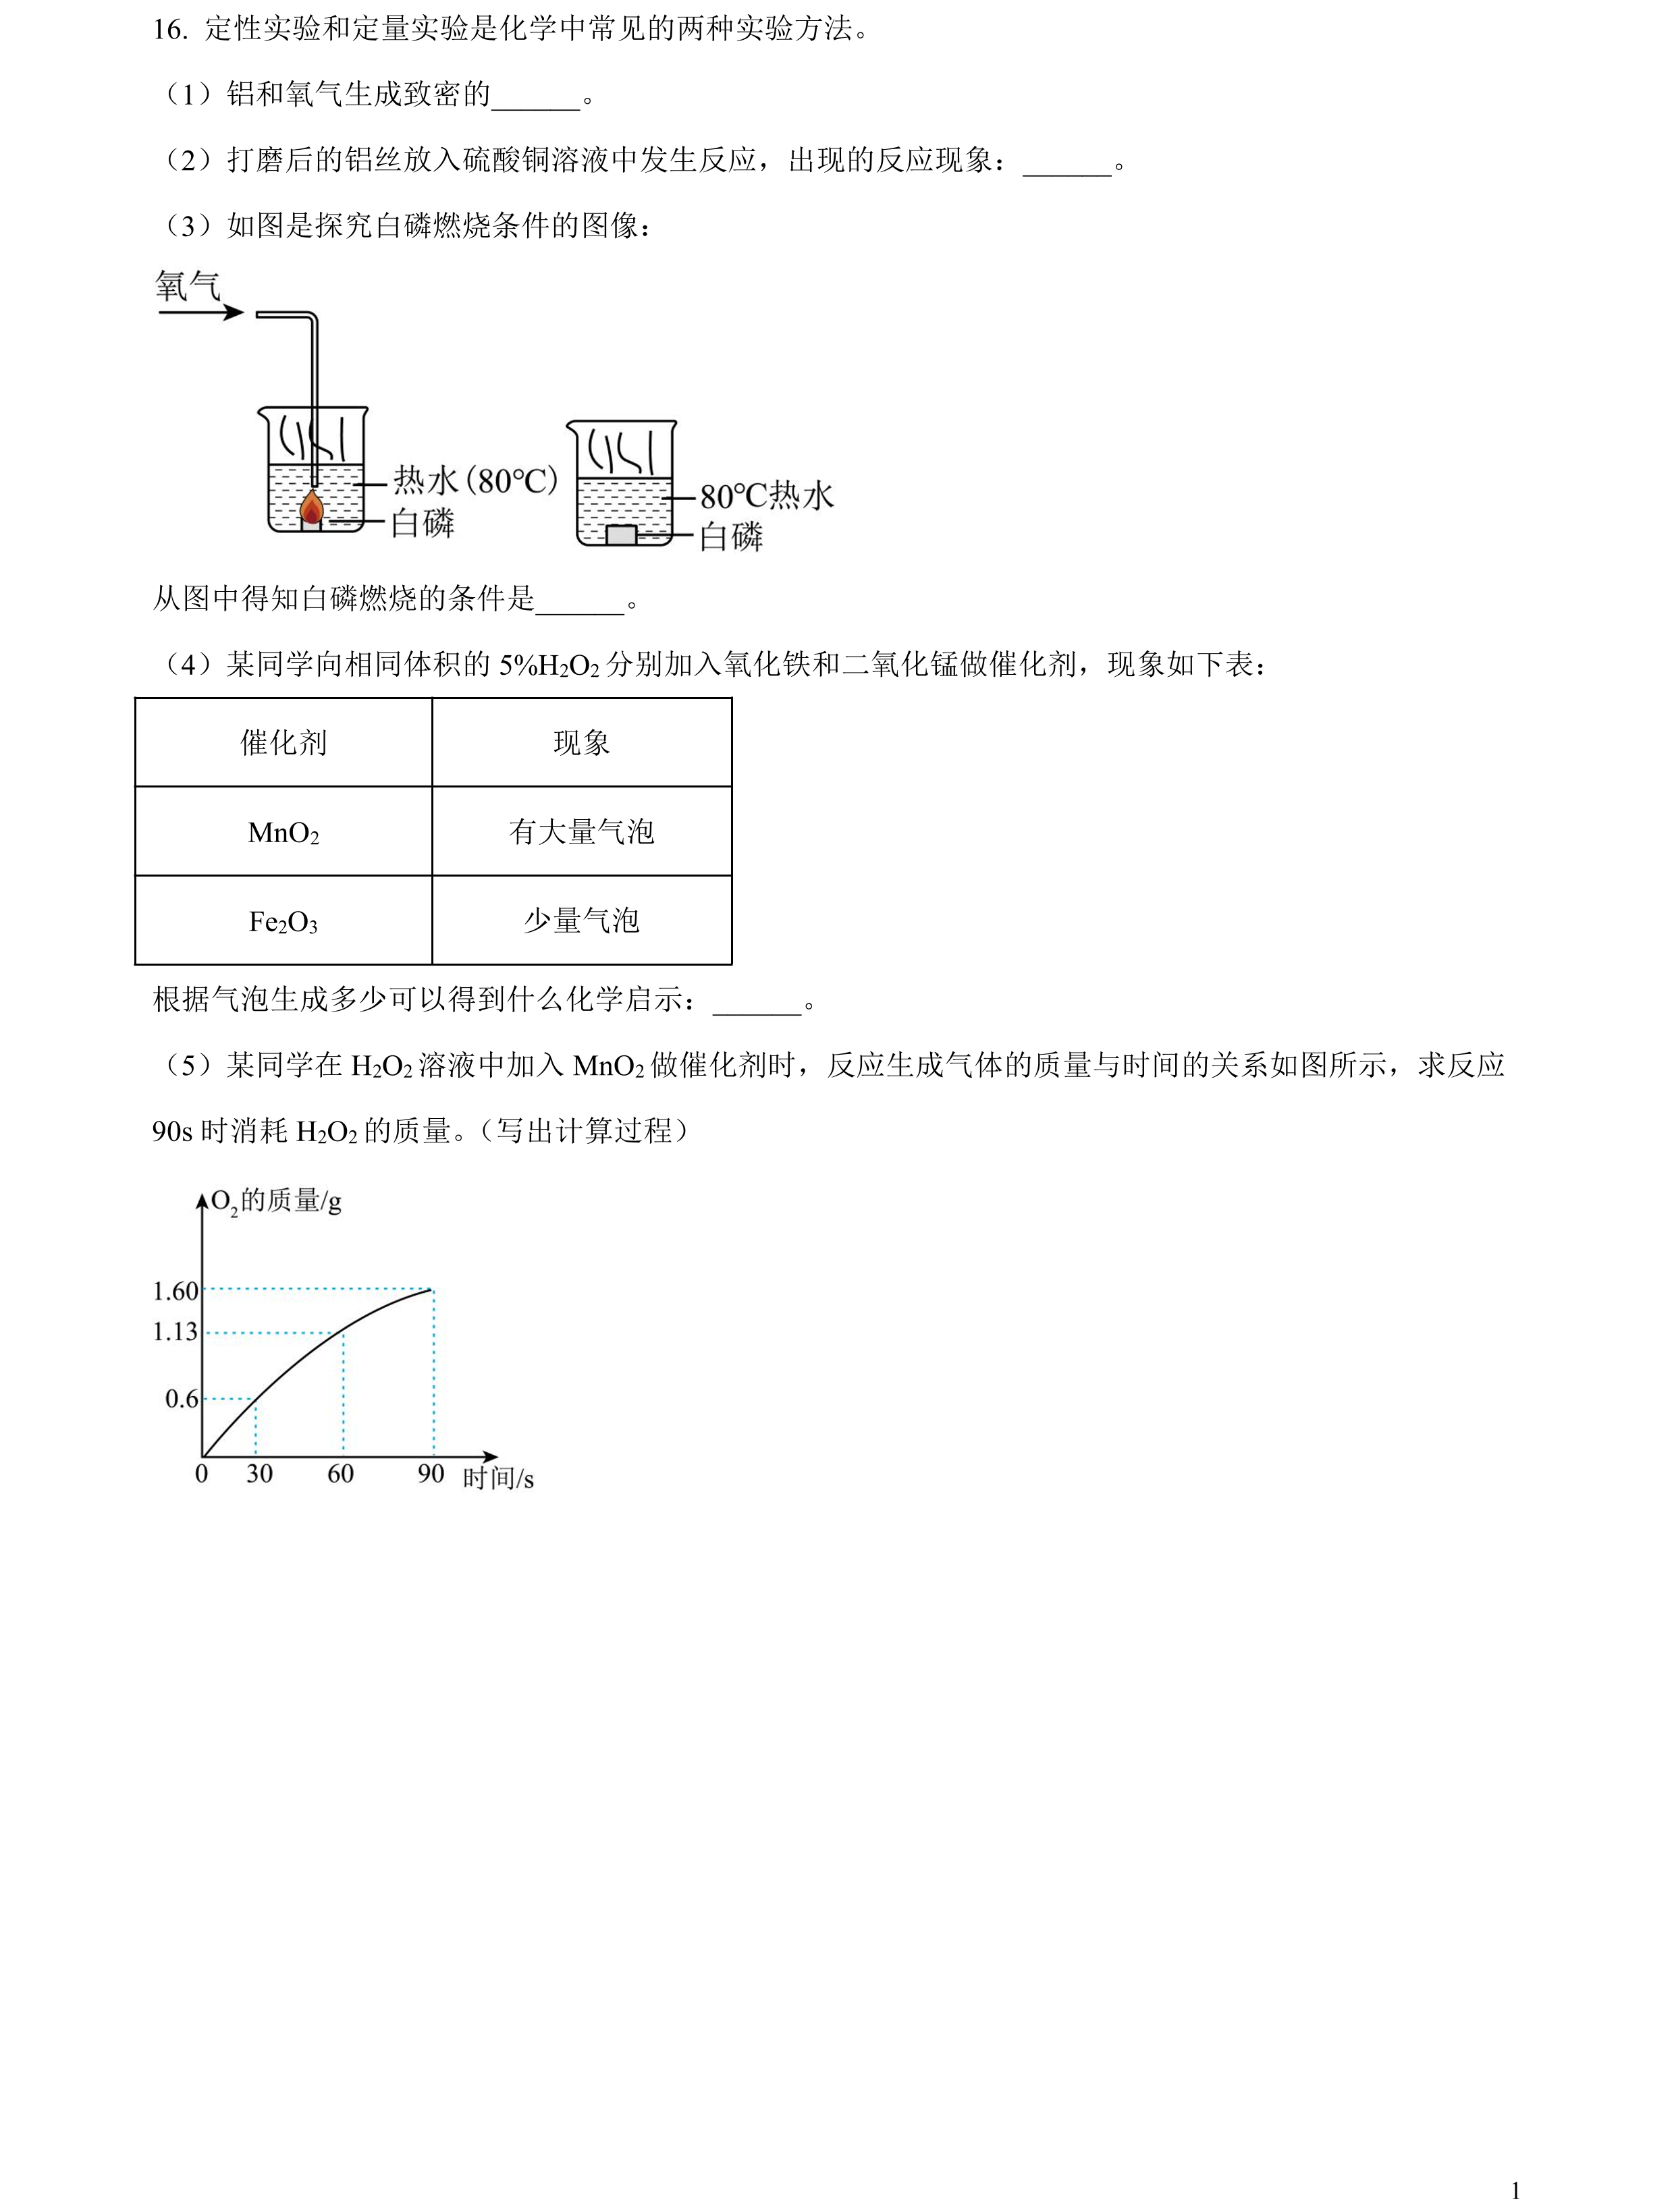 16. 定性实验和定量实验是化学中常见的两种实验方法。
（1）铝和氧气生成致密的______。
（2）打磨后的铝丝放入硫酸铜溶液中发生反应，出现的反应现象：______。
（3）如图是探究白磷燃烧条件的图像：
氧气
热水(80℃)
白磷
80℃热水
白磷
从图中得知白磷燃烧的条件是______。
（4）某同学向相同体积的 5%H₂O₂ 分别加入氧化铁和二氧化锰做催化剂，现象如下表：
催化剂 现象
MnO₂ 有大量气泡
Fe₂O₃ 少量气泡
根据气泡生成多少可以得到什么化学启示：______。
（5）某同学在 H₂O₂ 溶液中加入 MnO₂ 做催化剂时，反应生成气体的质量与时间的关系如图所示，求反应
90s 时消耗 H₂O₂ 的质量。（写出计算过程）
O₂的质量/g
1.60
1.13
0.6
0 30 60 90 时间/s
1